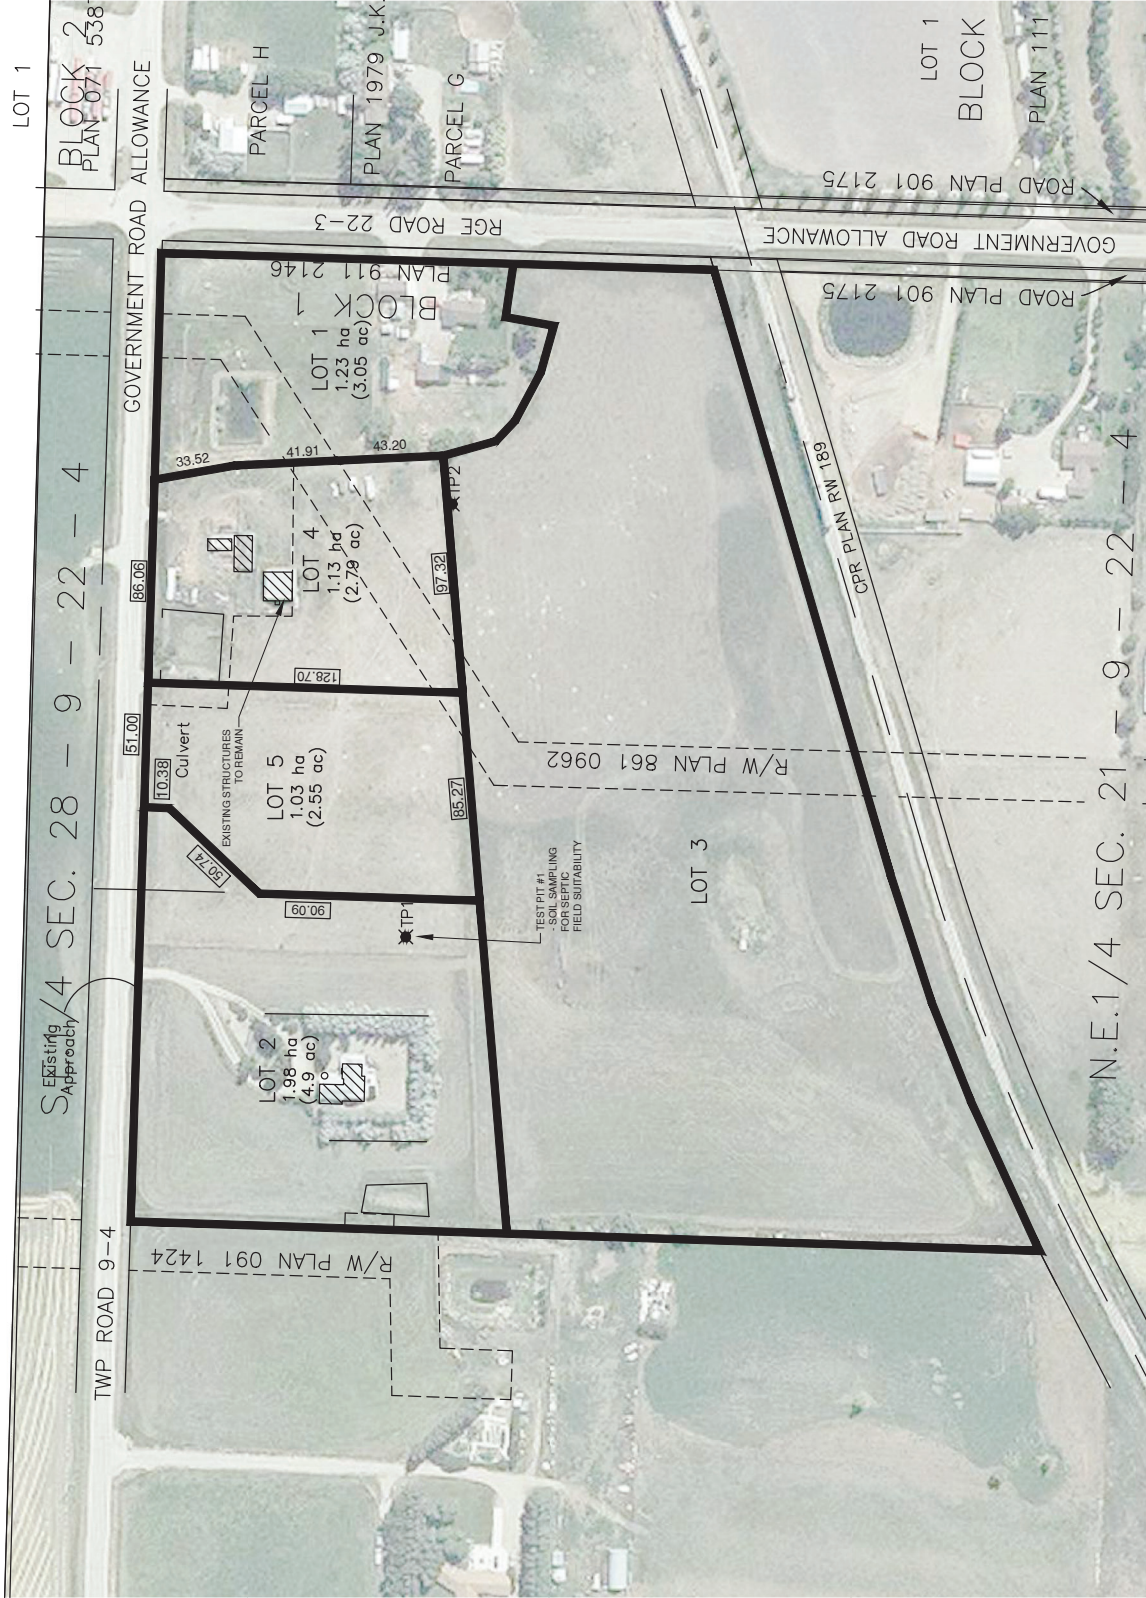 LOT 1
BLOCK 2
PLAN 071 538
GOVERNMENT ROAD ALLOWANCE
PARCEL H
PLAN 1979 J.K.
PARCEL G
LOT 1
BLOCK
PLAN 111
ROAD PLAN 901 2175
RGE ROAD 22-3
GOVERNMENT ROAD ALLOWANCE
ROAD PLAN 901 2175
PLAN 911 2146
BLOCK 1
LOT 1
1.23 ha
(3.05 ac)
33.52
41.91
43.20
TP2
LOT 4
1.13 ha
(2.79 ac)
86.06
97.32
128.70
51.00
10.38
Culvert
EXISTING STRUCTURES
TO REMAIN
LOT 5
1.03 ha
(2.55 ac)
85.27
50.74
90.09
TP1
TEST PIT #1
- SOIL SAMPLING
FOR SEPTIC
FIELD SUITABILITY
R/W PLAN 861 0962
LOT 3
CPR PLAN RW 189
S /4 SEC. 28 - 9 - 22 - 4
Existing
Approach
LOT 2
1.98 ha
(4.9 ac)
N.E.1/4 SEC. 21 - 9 - 22 - 4
R/W PLAN 091 1424
TWP ROAD 9-4